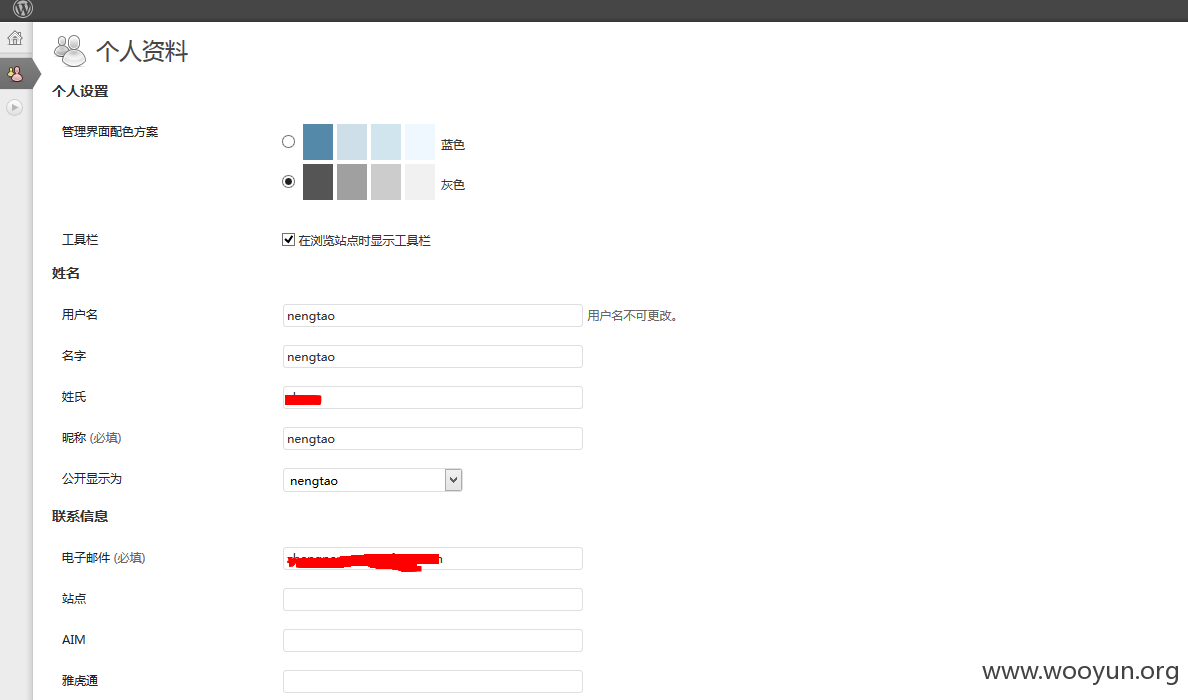 个人资料
个人设置
管理界面配色方案
蓝色
灰色
工具栏
在浏览站点时显示工具栏
姓名
用户名
nengtao
用户名不可更改。
名字
nengtao
姓氏
昵称 (必填)
nengtao
公开显示为
nengtao
联系信息
电子邮件 (必填)
站点
AIM
雅虎通
www.wooyun.org